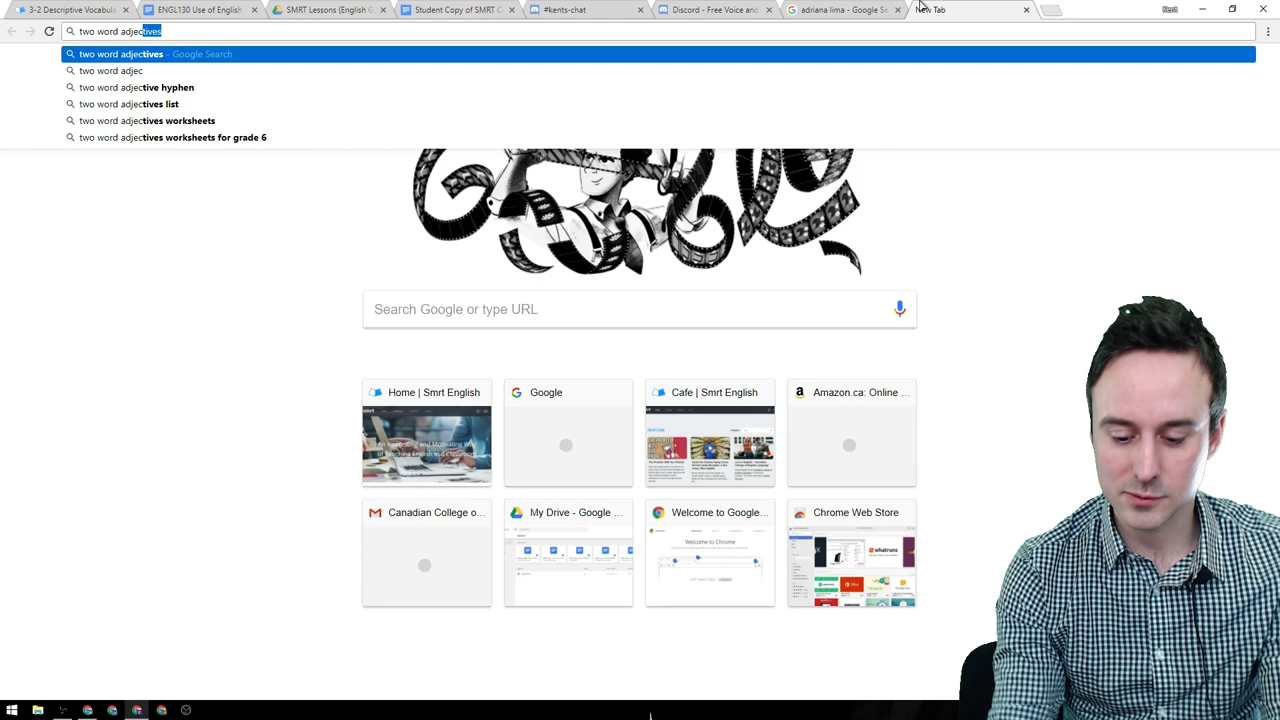 3-2 Descriptive Vocabula
ENGL130 Use of English
SMRT Lessons (English G
Student Copy of SMRT C
#kents-chat
Discord - Free Voice and
adriana lima - Google Se
New Tab
Kent
two word adjectives
two word adjectives - Google Search
two word adjec
two word adjective hyphen
two word adjectives list
two word adjectives worksheets
two word adjectives worksheets for grade 6
Search Google or type URL
Home | Smrt English
Google
Cafe | Smrt English
Amazon.ca: Online ...
Canadian College o...
My Drive - Google ...
Welcome to Google...
Chrome Web Store
Welcome to Chrome